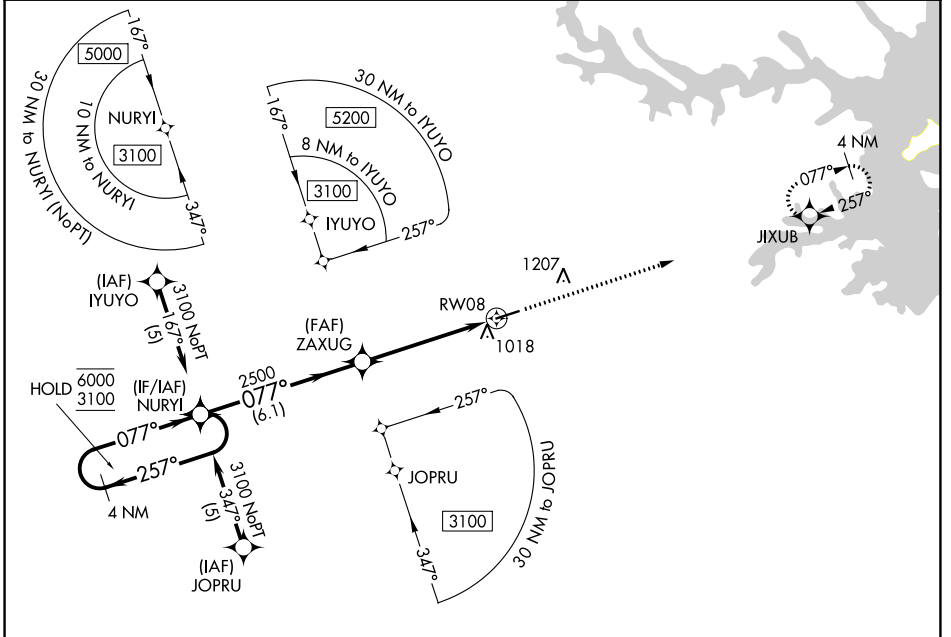 167°
5000
NURYI
30 NM to NURYI (NoPT)
10 NM to NURYI
3100
347°
30 NM to IYUYO
167°
5200
8 NM to IYUYO
3100
IYUYO
257°
4 NM
077°
257°
JIXUB
1207
RW08
1018
(IAF)
IYUYO
3100 NoPT
167°
(5)
(FAF)
ZAXUG
HOLD
6000
3100
(IF/IAF)
NURYI
2500
077°
(6.1)
077°
257°
4 NM
3100 NoPT
347°
(5)
(IAF)
JOPRU
257°
JOPRU
3100
30 NM to JOPRU
347°